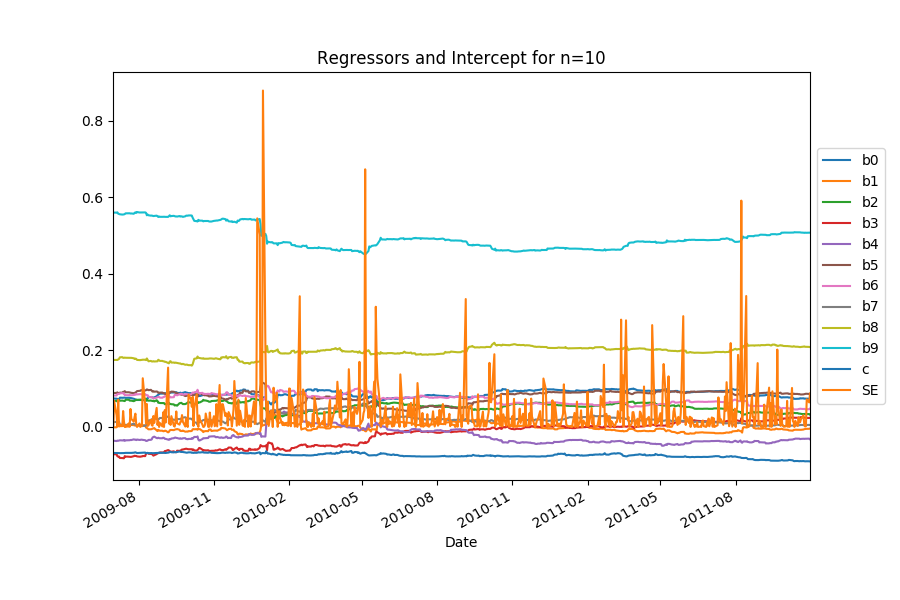 Regressors and Intercept for n=10
0.8
0.6
0.4
0.2
0.0
b0
b1
b2
b3
b4
b5
b6
b7
b8
b9
c
SE
2009-08
2009-11
2010-02
2010-05
2010-08
2010-11
2011-02
2011-05
2011-08
Date